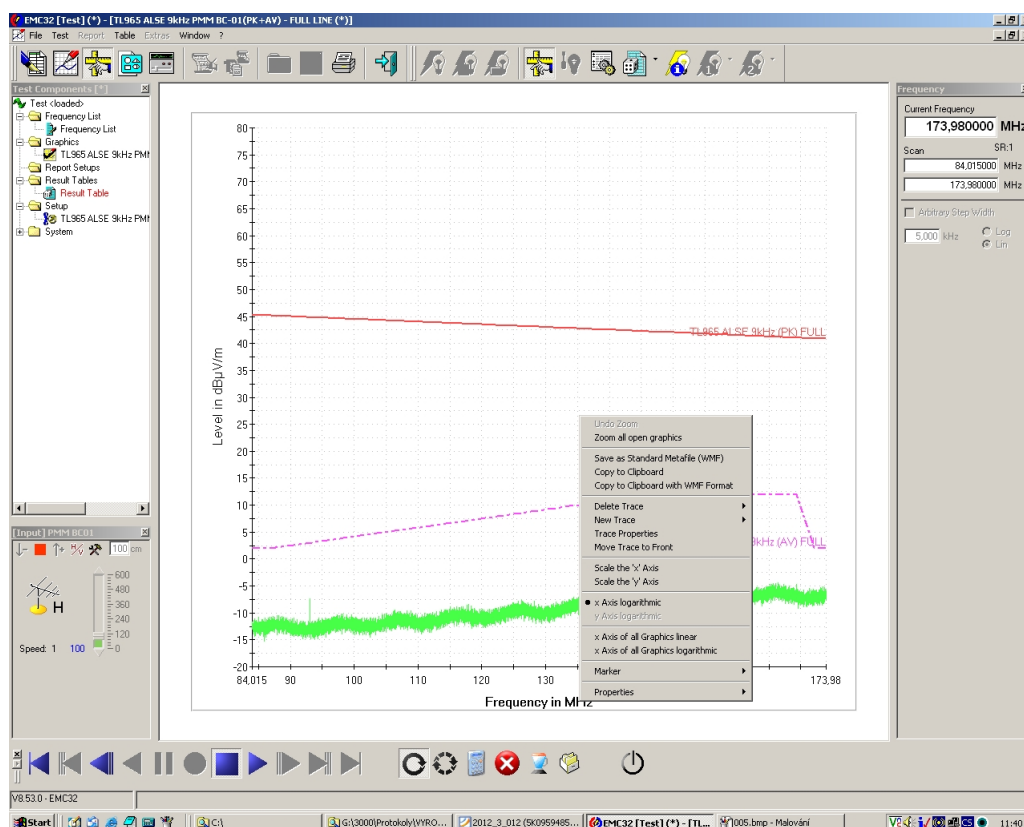 EMC32 [Test] (*) - [TL965 ALSE 9kHz PMM BC-01(PK+AV) - FULL LINE (*)]
File Test Report Table Extras Window ?
Test Components [*]
Test <loaded>
Frequency List
Frequency List
Graphics
TL965 ALSE 9kHz PMM
Report Setups
Result Tables
Result Table
Setup
TL965 ALSE 9kHz PMM
System
[Input] PMM BC01
100 cm
H
600
480
360
240
120
0
Speed: 1 100
80
75
70
65
60
55
50
45
40
35
30
25
20
15
10
5
0
-5
-10
-15
-20
Level in dBµV/m
TL965 ALSE 9kHz (PK) FULL
9kHz (AV) FULL
84,015 90 100 110 120 130 173,98
Frequency in MHz
Undo Zoom
Zoom all open graphics
Save as Standard Metafile (WMF)
Copy to Clipboard
Copy to Clipboard with WMF Format
Delete Trace
New Trace
Trace Properties
Move Trace to Front
Scale the 'x' Axis
Scale the 'y' Axis
x Axis logarithmic
y Axis logarithmic
x Axis of all Graphics linear
x Axis of all Graphics logarithmic
Marker
Properties
Frequency
Current Frequency
173,980000 MHz
Scan SR:1
84,015000 MHz
173,980000 MHz
Arbitrary Step Width
5,000 kHz
Log
Lin
V8.53.0 - EMC32
Start
C:\
G:\3000\Protokoly\VYRO...
2012_3_012 (5K0959485...
EMC32 [Test] (*) - [TL...
005.bmp - Malování
CS
11:40